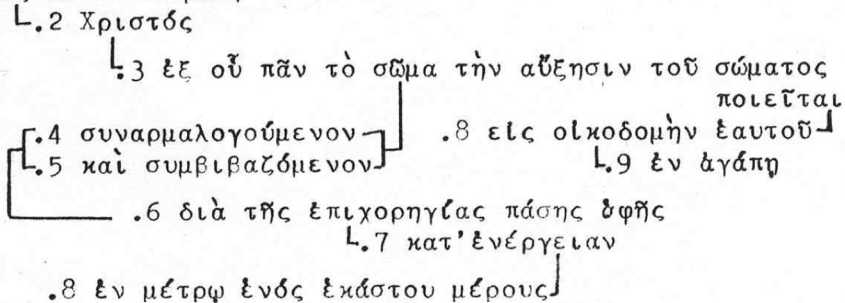 .2 Χριστός
.3 ἐξ οὗ πᾶν τὸ σῶμα τὴν αὔξησιν τοῦ σώματος
ποιεῖται
.4 συναρμαλογούμενον
.8 εἰς οἰκοδομὴν ἑαυτοῦ
.5 καὶ συμβιβαζόμενον
.9 ἐν ἀγάπῃ
.6 διὰ τῆς ἐπιχορηγίας πάσης ἁφῆς
.7 κατ' ἐνέργειαν
.8 ἐν μέτρῳ ἑνός ἑκάστου μέρους